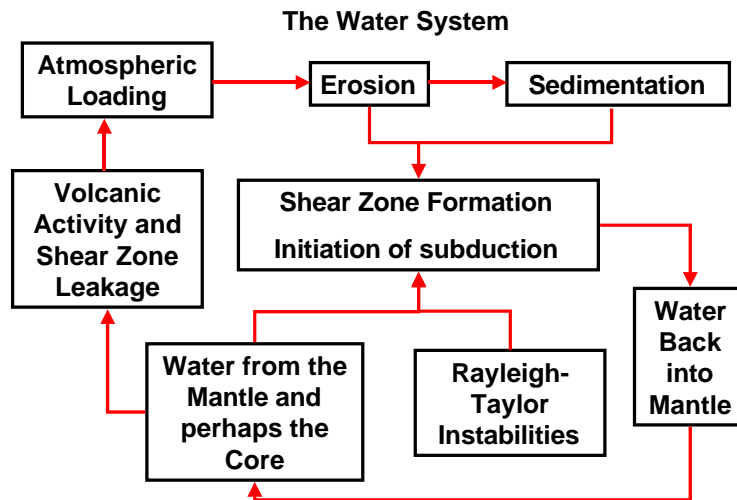 The Water System
Atmospheric
Loading
Erosion
Sedimentation
Volcanic
Activity and
Shear Zone
Leakage
Shear Zone Formation
Initiation of subduction
Water
Back
into
Mantle
Water from the
Mantle and
perhaps the
Core
Rayleigh-
Taylor
Instabilities